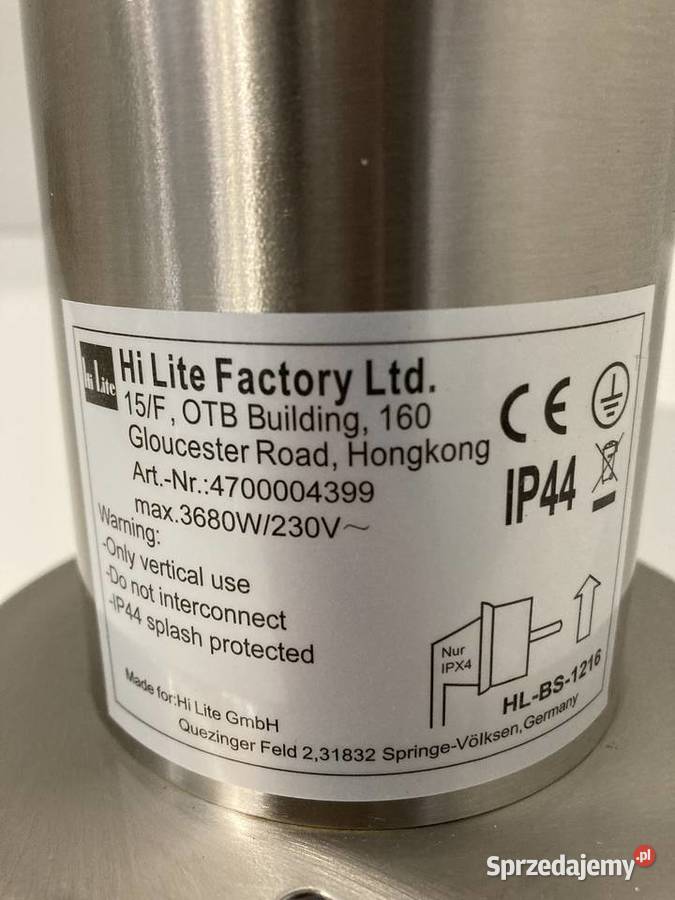 Hi Lite
Hi Lite Factory Ltd.
15/F, OTB Building, 160
Gloucester Road, Hongkong
Art.-Nr.:4700004399
max.3680W/230V～
CE
IP44
Warning:
-Only vertical use
-Do not interconnect
-IP44 splash protected
Nur
IPX4
HL-BS-1216
Made for:Hi Lite GmbH
Quezinger Feld 2,31832 Springe-Völksen,Germany
Sprzedajemy.pl